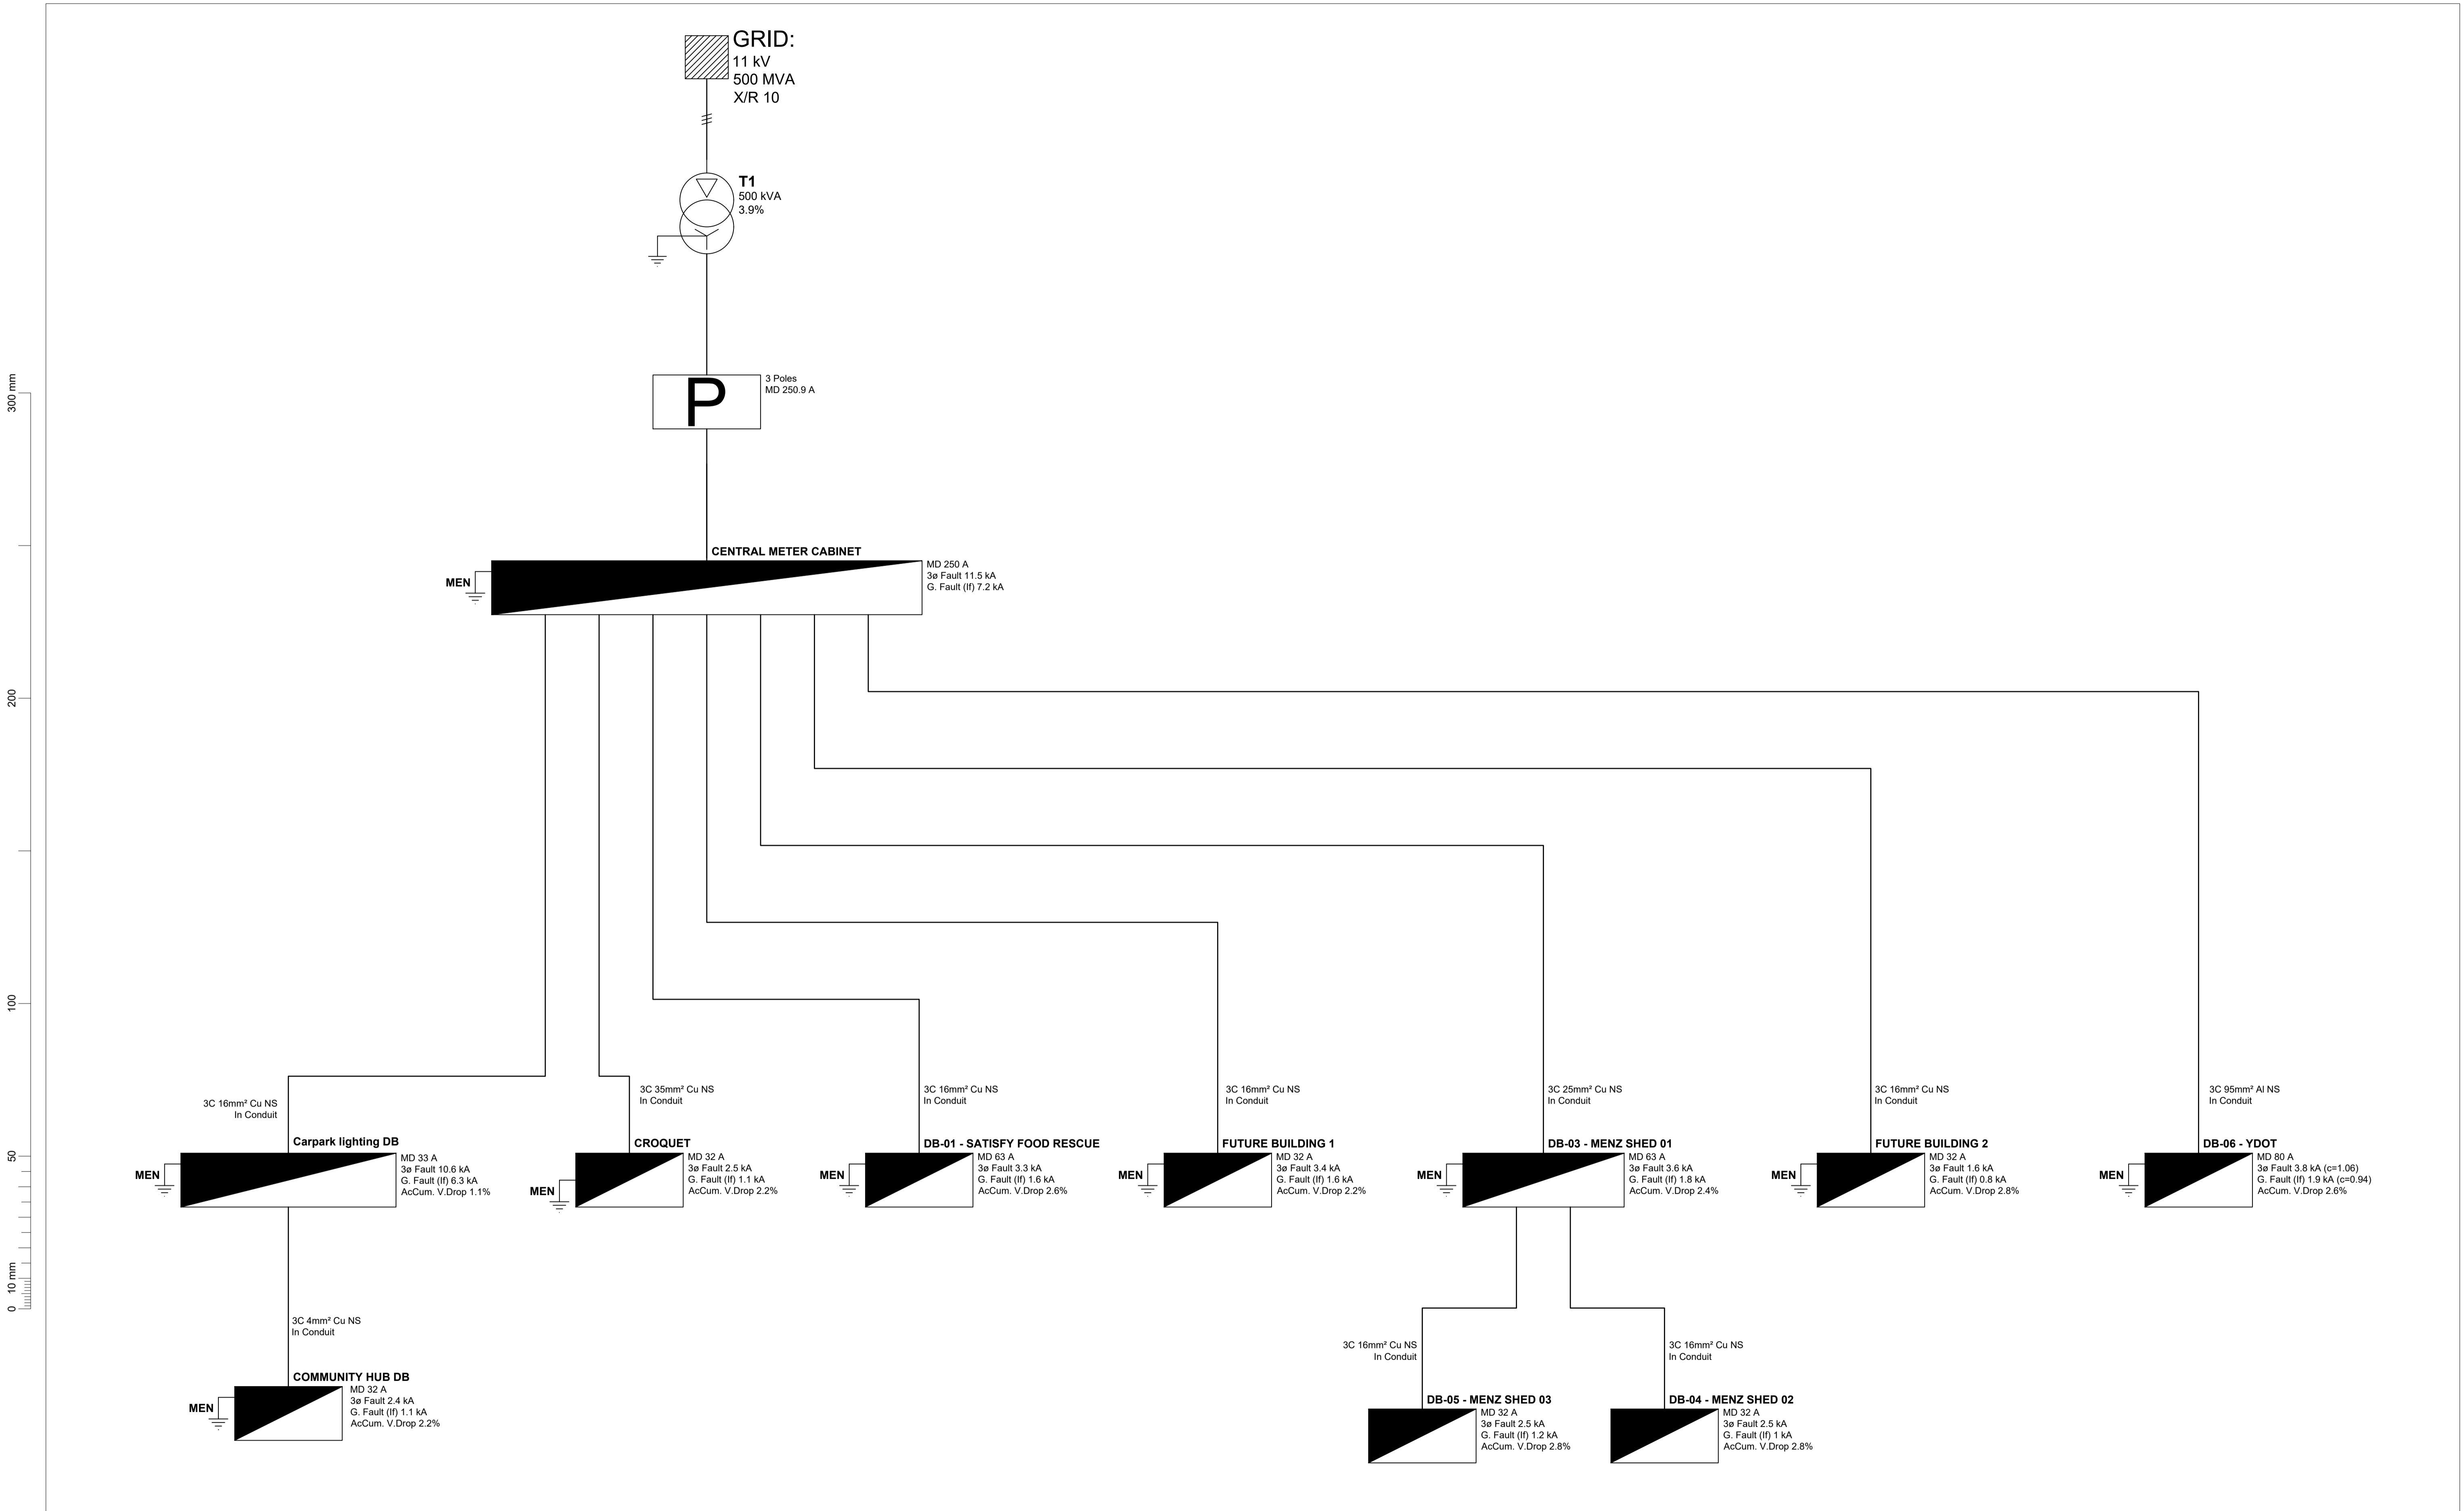 GRID:
11 kV
500 MVA
X/R 10
T1
500 kVA
3.9%
P
3 Poles
MD 250.9 A
CENTRAL METER CABINET
MEN
MD 250 A
3ø Fault 11.5 kA
G. Fault (If) 7.2 kA
3C 16mm² Cu NS
In Conduit
Carpark lighting DB
MEN
MD 33 A
3ø Fault 10.6 kA
G. Fault (If) 6.3 kA
AcCum. V.Drop 1.1%
3C 35mm² Cu NS
In Conduit
CROQUET
MEN
MD 32 A
3ø Fault 2.5 kA
G. Fault (If) 1.1 kA
AcCum. V.Drop 2.2%
3C 16mm² Cu NS
In Conduit
DB-01 - SATISFY FOOD RESCUE
MEN
MD 63 A
3ø Fault 3.3 kA
G. Fault (If) 1.6 kA
AcCum. V.Drop 2.6%
3C 16mm² Cu NS
In Conduit
FUTURE BUILDING 1
MEN
MD 32 A
3ø Fault 3.4 kA
G. Fault (If) 1.6 kA
AcCum. V.Drop 2.2%
3C 25mm² Cu NS
In Conduit
DB-03 - MENZ SHED 01
MEN
MD 63 A
3ø Fault 3.6 kA
G. Fault (If) 1.8 kA
AcCum. V.Drop 2.4%
3C 16mm² Cu NS
In Conduit
FUTURE BUILDING 2
MEN
MD 32 A
3ø Fault 1.6 kA
G. Fault (If) 0.8 kA
AcCum. V.Drop 2.8%
3C 95mm² Al NS
In Conduit
DB-06 - YDOT
MEN
MD 80 A
3ø Fault 3.8 kA (c=1.06)
G. Fault (If) 1.9 kA (c=0.94)
AcCum. V.Drop 2.6%
3C 4mm² Cu NS
In Conduit
COMMUNITY HUB DB
MEN
MD 32 A
3ø Fault 2.4 kA
G. Fault (If) 1.1 kA
AcCum. V.Drop 2.2%
3C 16mm² Cu NS
In Conduit
DB-05 - MENZ SHED 03
MD 32 A
3ø Fault 2.5 kA
G. Fault (If) 1.2 kA
AcCum. V.Drop 2.8%
3C 16mm² Cu NS
In Conduit
DB-04 - MENZ SHED 02
MD 32 A
3ø Fault 2.5 kA
G. Fault (If) 1 kA
AcCum. V.Drop 2.8%
300 mm
200
100
50
10 mm
0